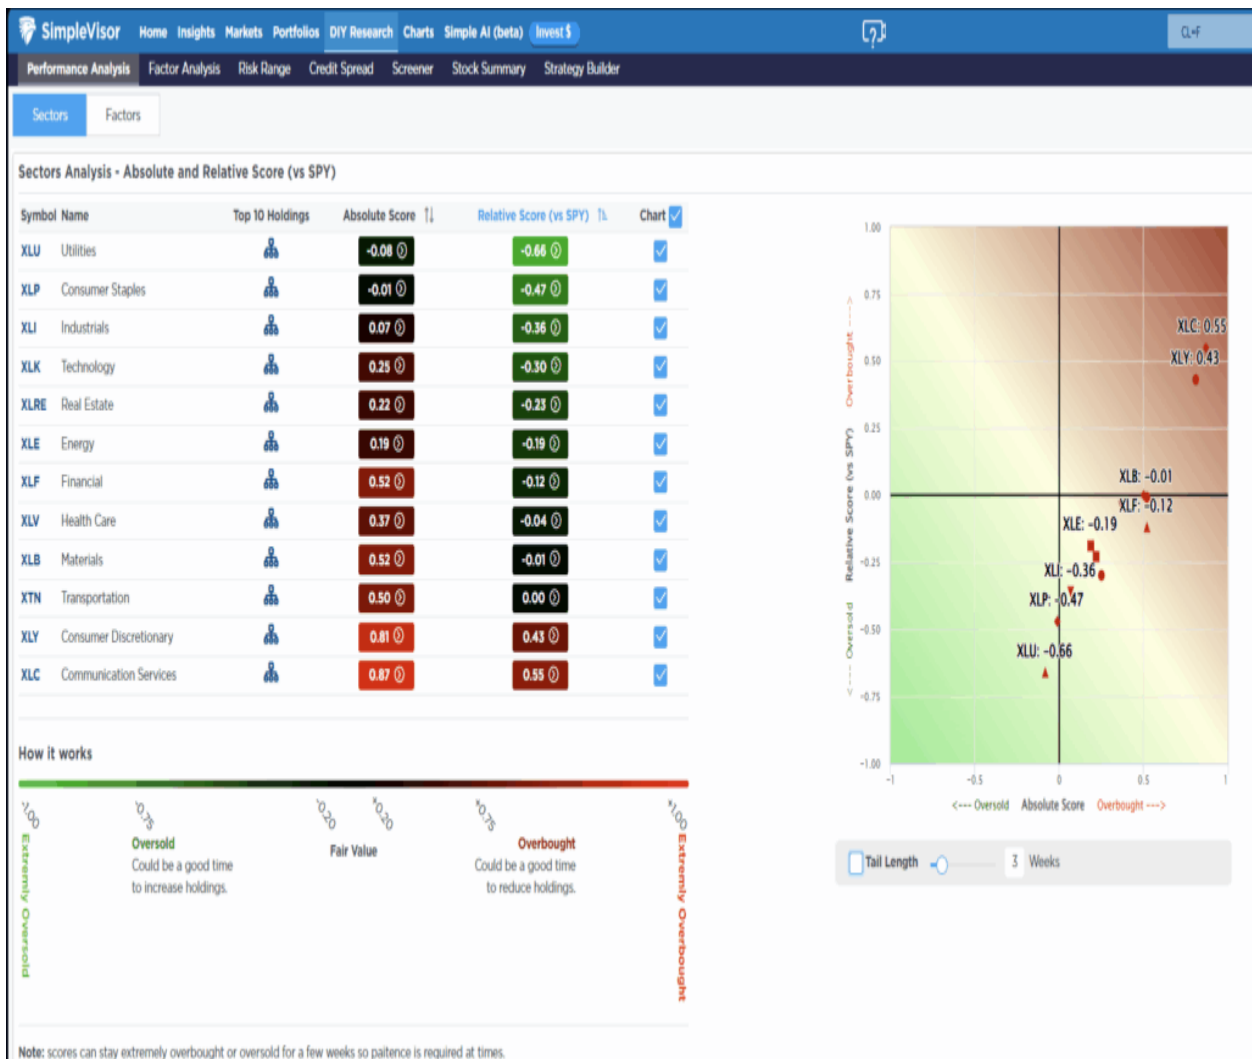 SimpleVisor Home Insights Markets Portfolios DIY Research Charts Simple AI (beta) Invest $ CL=F
Performance Analysis Factor Analysis Risk Range Credit Spread Screener Stock Summary Strategy Builder
Sectors Factors
Sectors Analysis - Absolute and Relative Score (vs SPY)
Symbol Name Top 10 Holdings Absolute Score Relative Score (vs SPY) Chart
XLU Utilities -0.08 -0.66
XLP Consumer Staples -0.01 -0.47
XLI Industrials 0.07 -0.36
XLK Technology 0.25 -0.30
XLRE Real Estate 0.22 -0.23
XLE Energy 0.19 -0.19
XLF Financial 0.52 -0.12
XLV Health Care 0.37 -0.04
XLB Materials 0.52 -0.01
XTN Transportation 0.50 0.00
XLY Consumer Discretionary 0.81 0.43
XLC Communication Services 0.87 0.55
How it works
-1.00 -0.75 -0.20 +0.20 +0.75 +1.00
Extremly Oversold
Oversold
Could be a good time
to increase holdings.
Fair Value
Overbought
Could be a good time
to reduce holdings.
Extremly Overbought
Note: scores can stay extremely overbought or oversold for a few weeks so paitence is required at times.
1.00
0.75
0.50
0.25
0.00
-0.25
-0.50
-0.75
-1.00
<---- Oversold Relative Score (vs SPY) Overbought ---->
XLC: 0.55
XLY: 0.43
XLB: -0.01
XLF: -0.12
XLE: -0.19
XLI: -0.36
XLP: -0.47
XLU: -0.66
-1 -0.5 0 0.5 1
<--- Oversold Absolute Score Overbought --->
Tail Length 3 Weeks